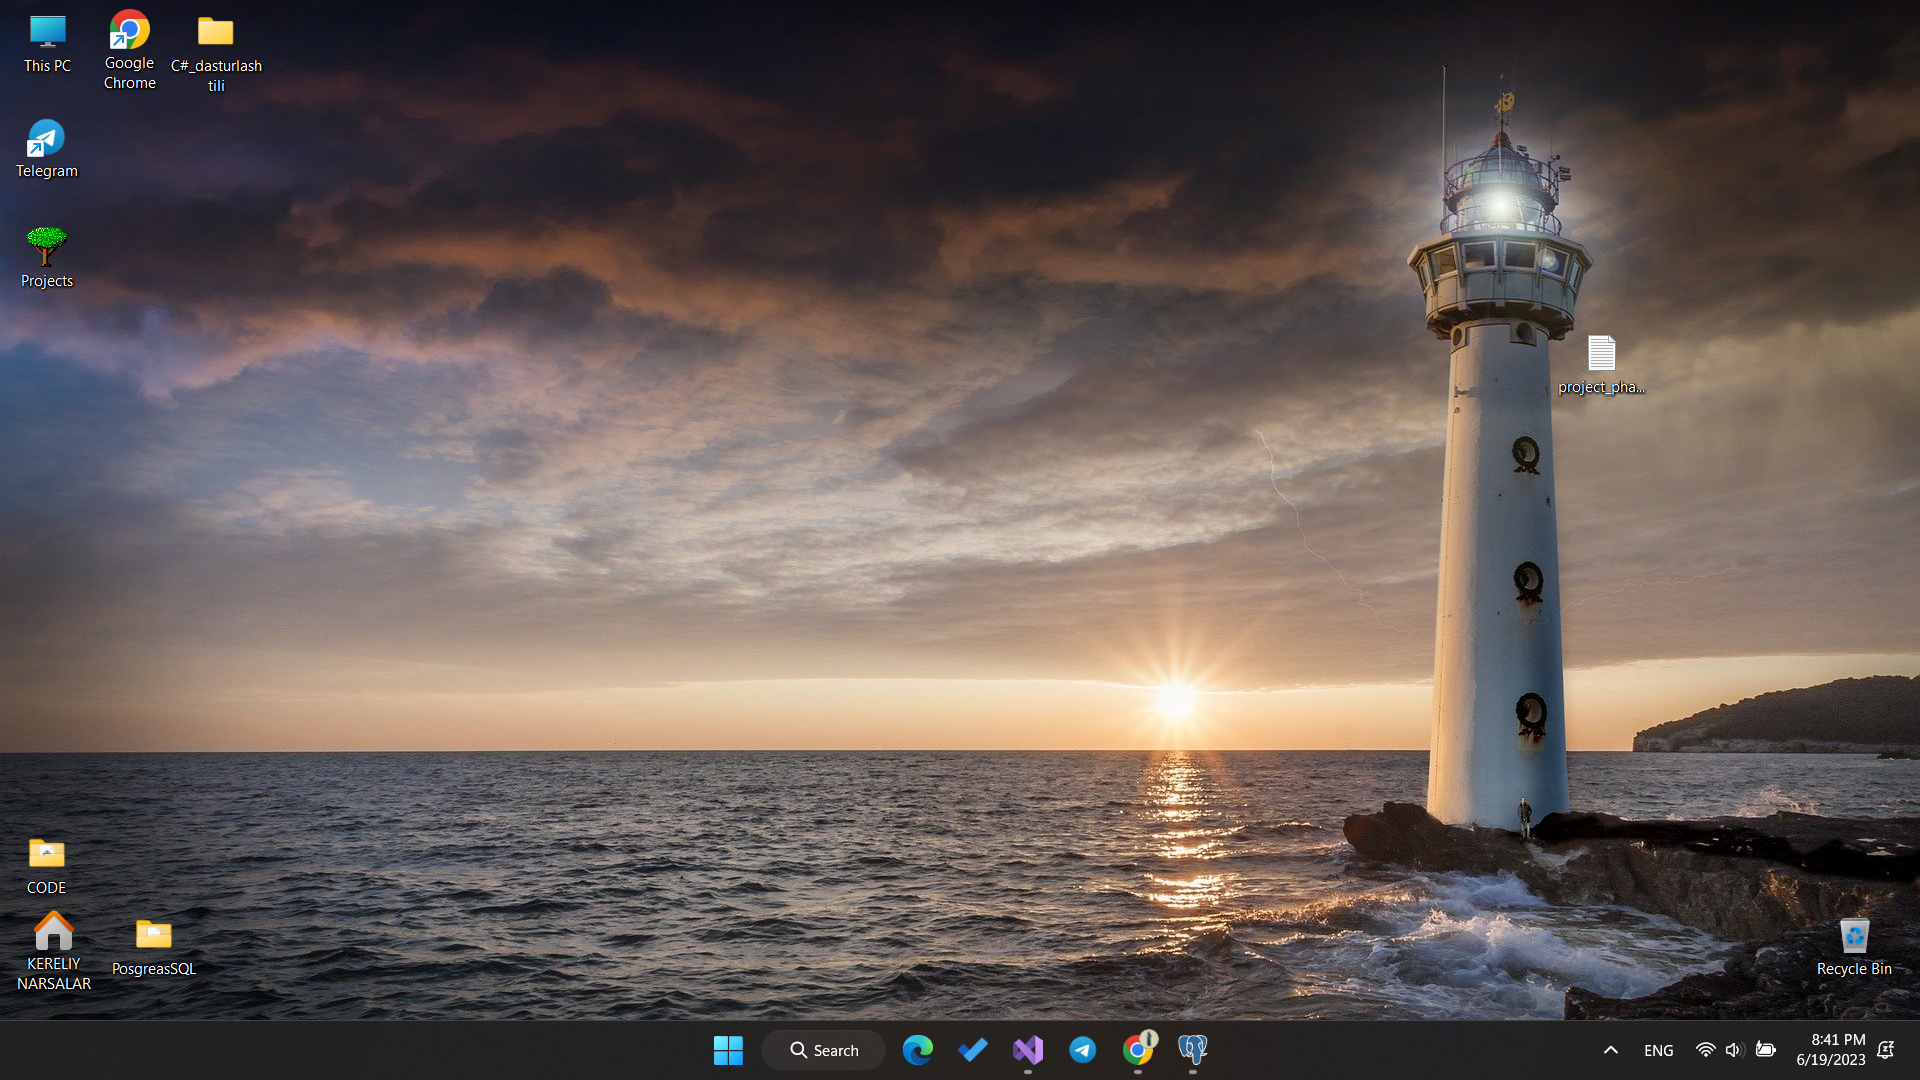 This PC
Google
Chrome
C#_dasturlash
tili
Telegram
Projects
project_pha...
CODE
KERELIY
NARSALAR
PosgreasSQL
Recycle Bin
Search
ENG
8:41 PM
6/19/2023